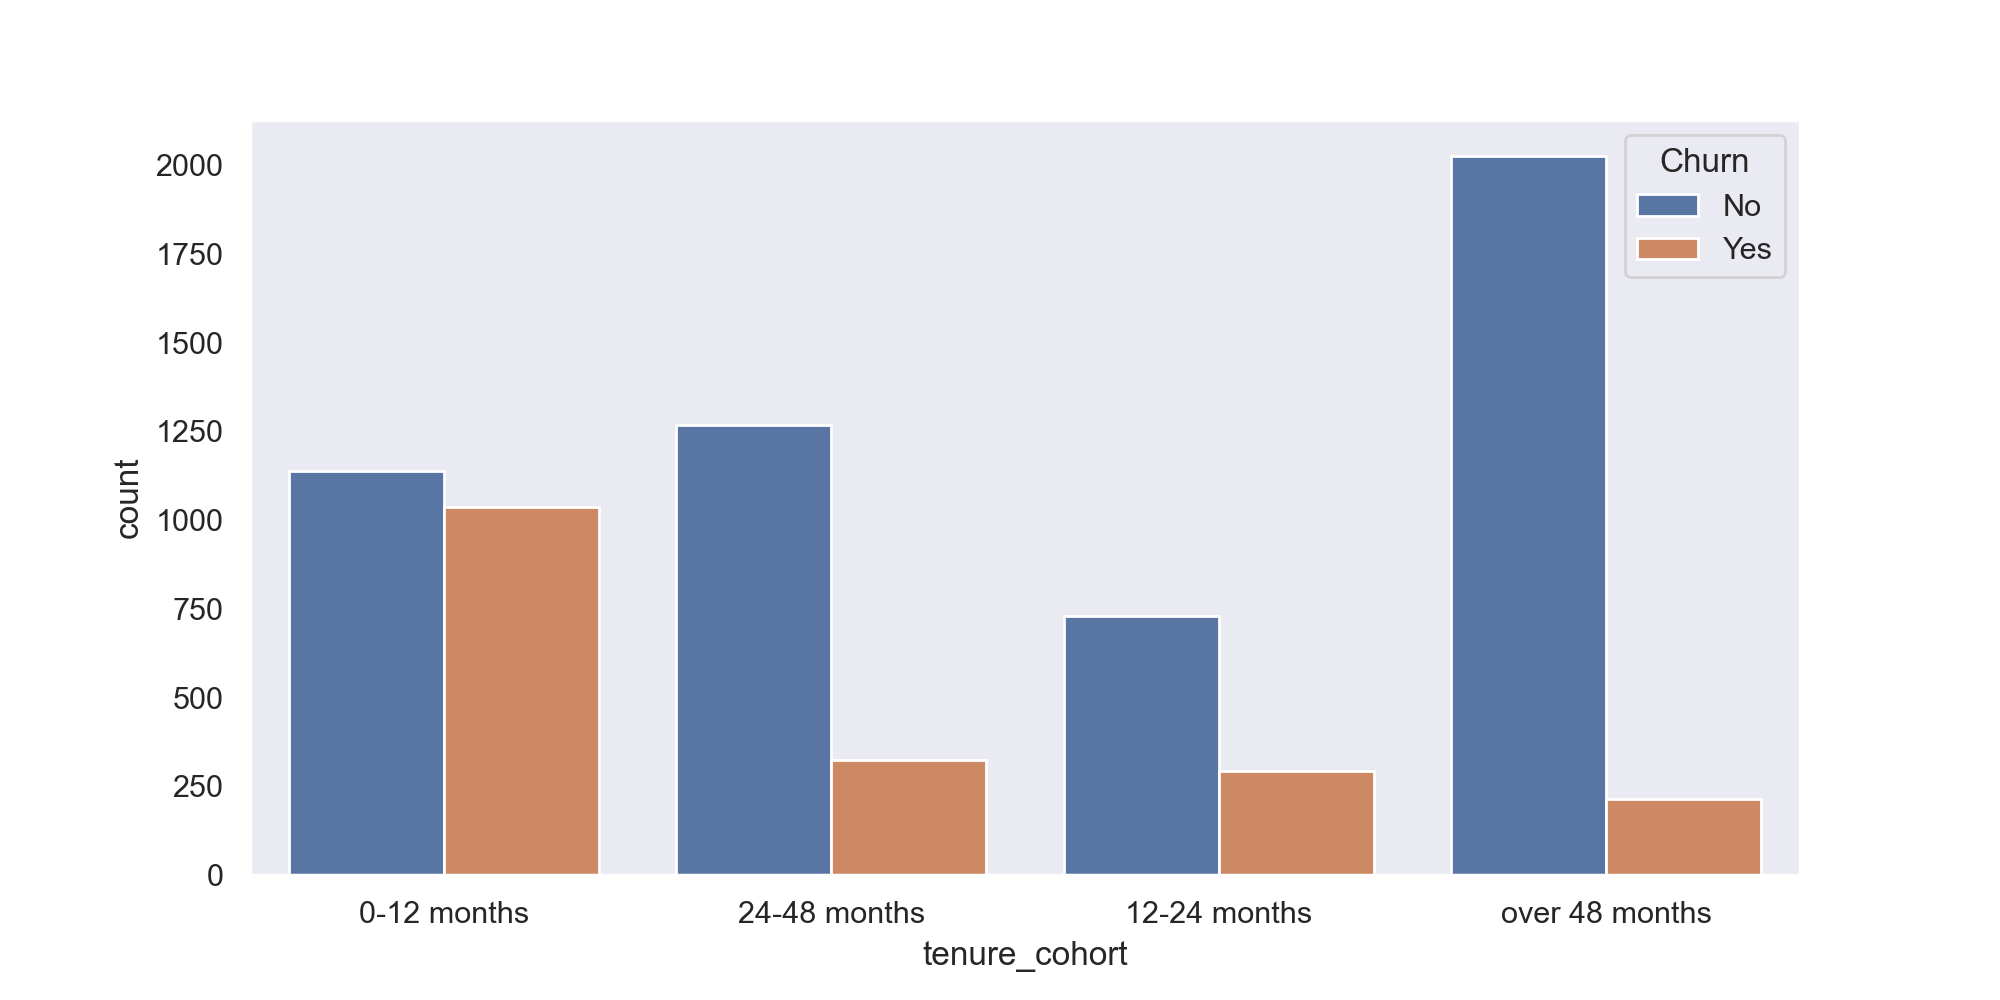 Churn
No
Yes
2000
1750
1500
1250
1000
750
500
250
0
count
0-12 months
24-48 months
12-24 months
over 48 months
tenure_cohort